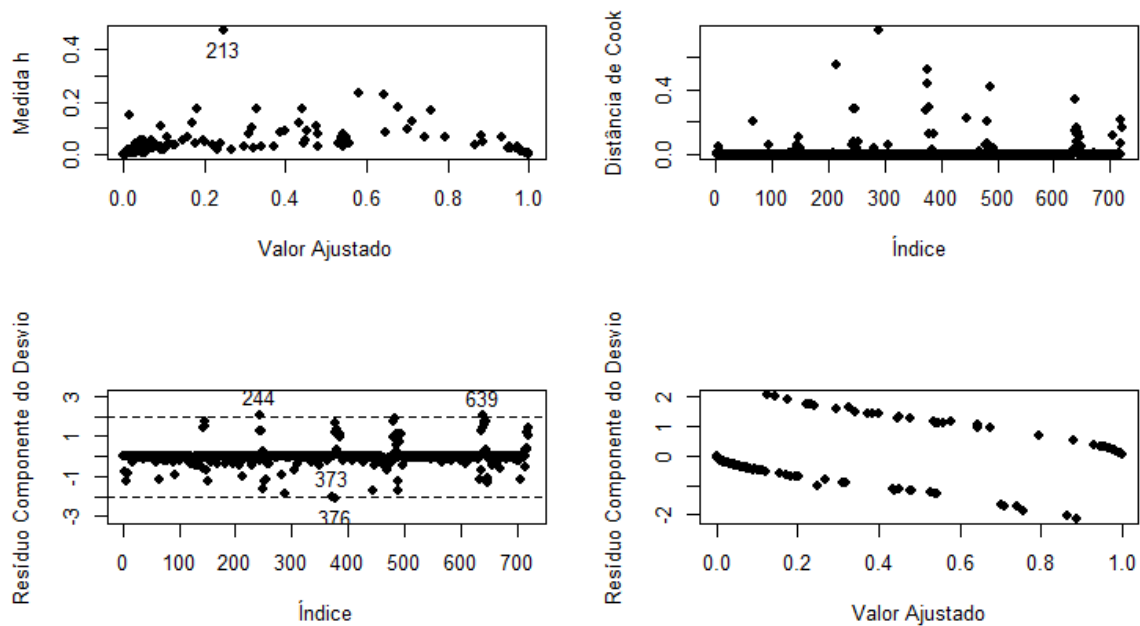 Medida h
0.0 0.2 0.4
213
0.0 0.2 0.4 0.6 0.8 1.0
Valor Ajustado
Distância de Cook
0.0 0.4
0 100 200 300 400 500 600 700
Índice
Resíduo Componente do Desvio
-3 -1 1 3
244 639
373
376
0 100 200 300 400 500 600 700
Índice
Resíduo Componente do Desvio
-2 0 1 2
0.0 0.2 0.4 0.6 0.8 1.0
Valor Ajustado